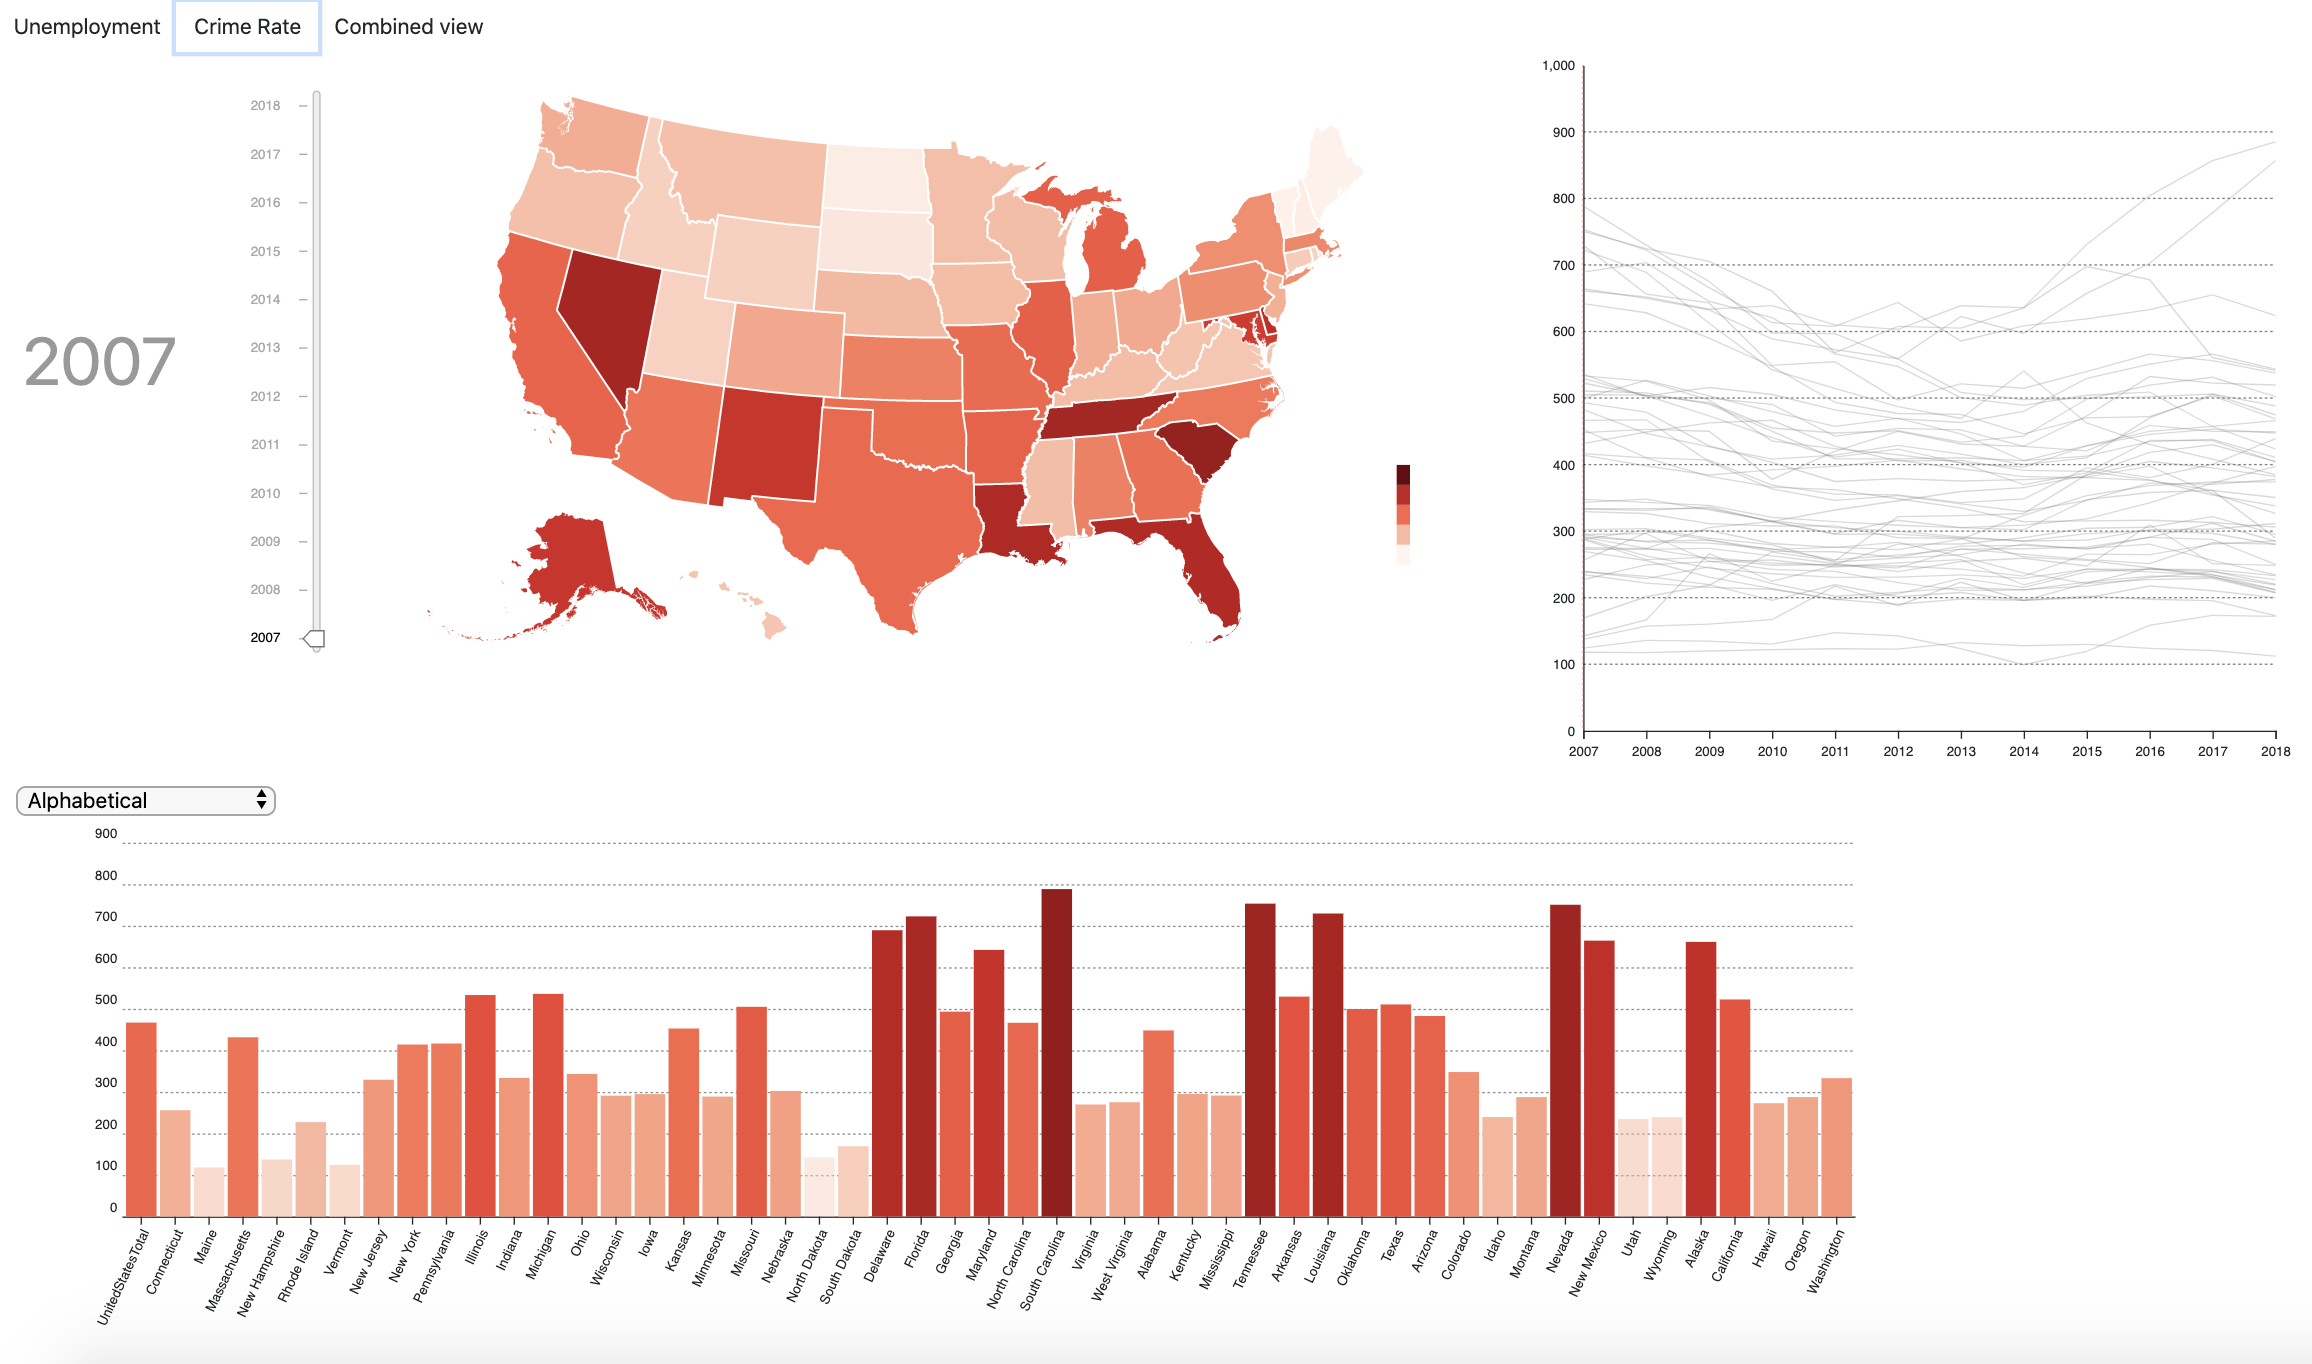 Unemployment
Crime Rate
Combined view
2018
2017
2016
2015
2014
2013
2012
2011
2010
2009
2008
2007
2007
1,000
900
800
700
600
500
400
300
200
100
0
2007 2008 2009 2010 2011 2012 2013 2014 2015 2016 2017 2018
Alphabetical
900
800
700
600
500
400
300
200
100
0
UnitedStatesTotal
Connecticut
Maine
Massachusetts
New Hampshire
Rhode Island
Vermont
New Jersey
New York
Pennsylvania
Illinois
Indiana
Michigan
Ohio
Wisconsin
Iowa
Kansas
Minnesota
Missouri
Nebraska
North Dakota
South Dakota
Delaware
Florida
Georgia
Maryland
North Carolina
South Carolina
Virginia
West Virginia
Alabama
Kentucky
Mississippi
Tennessee
Arkansas
Louisiana
Oklahoma
Texas
Arizona
Colorado
Idaho
Montana
Nevada
New Mexico
Utah
Wyoming
Alaska
California
Hawaii
Oregon
Washington